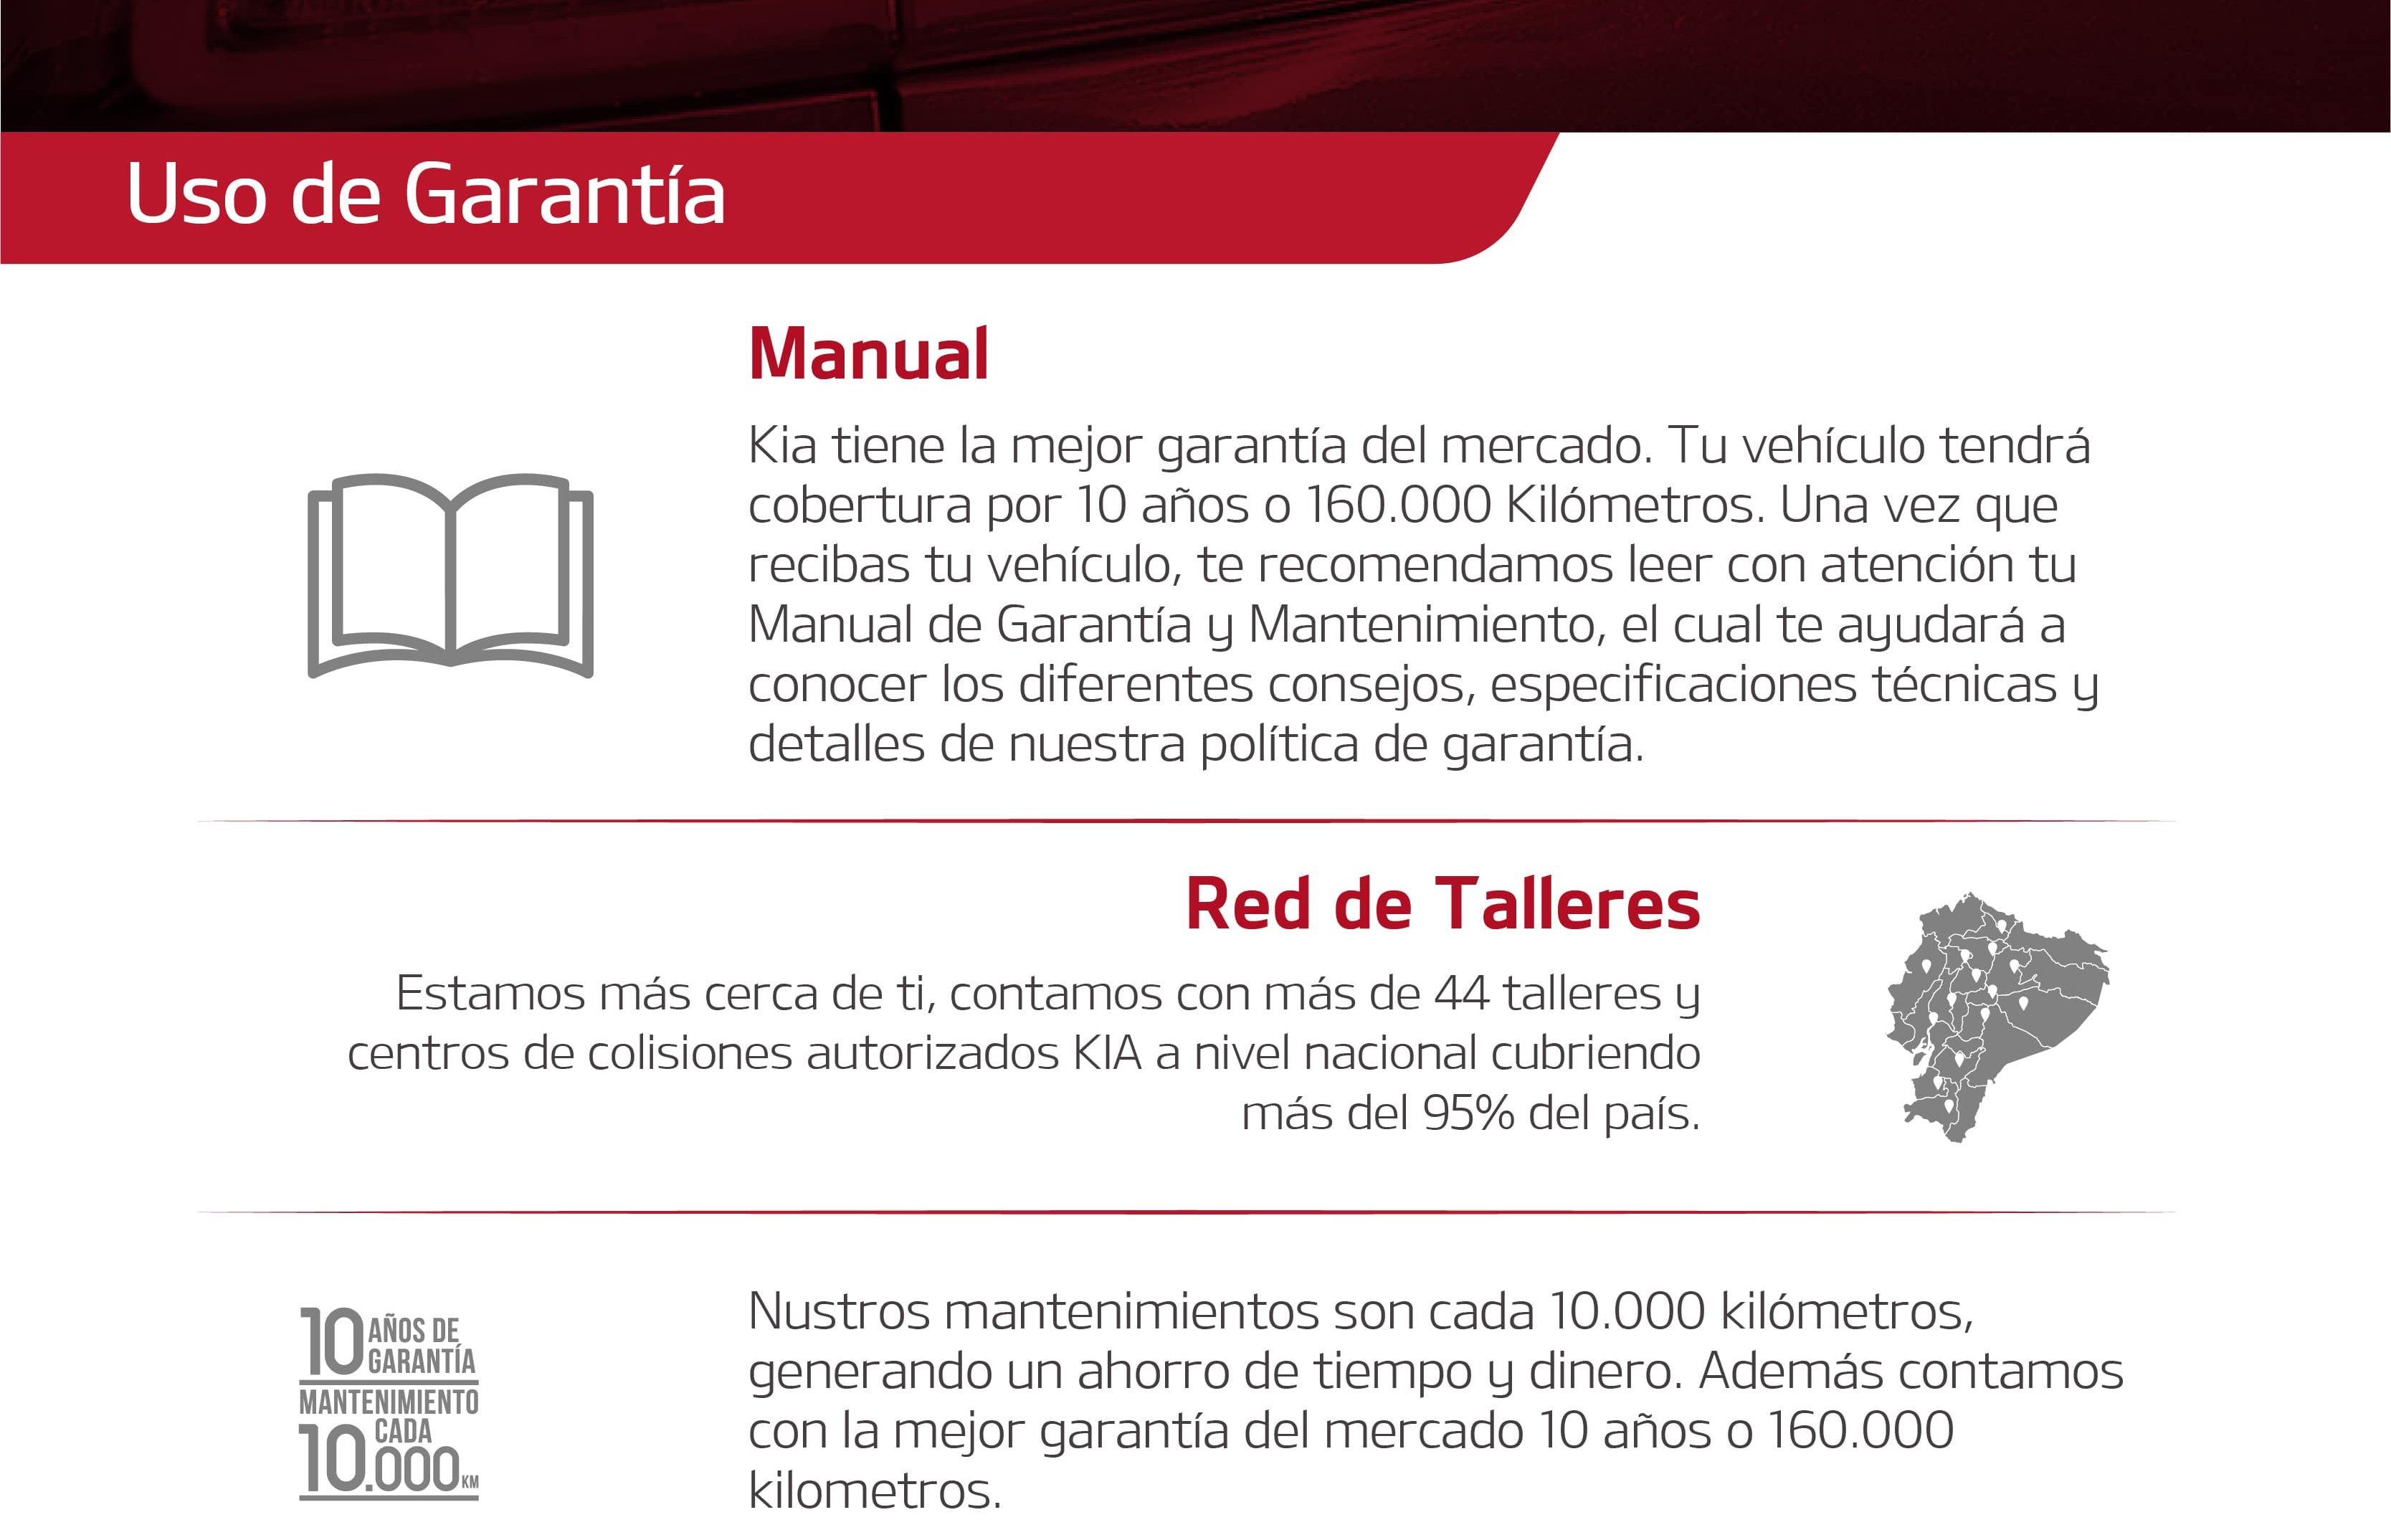 Uso de Garantía
Manual
Kia tiene la mejor garantía del mercado. Tu vehículo tendrá
cobertura por 10 años o 160.000 Kilómetros. Una vez que
recibas tu vehículo, te recomendamos leer con atención tu
Manual de Garantía y Mantenimiento, el cual te ayudará a
conocer los diferentes consejos, especificaciones técnicas y
detalles de nuestra política de garantía.
Red de Talleres
Estamos más cerca de ti, contamos con más de 44 talleres y
centros de colisiones autorizados KIA a nivel nacional cubriendo
más del 95% del país.
10 AÑOS DE
GARANTÍA
MANTENIMIENTO
CADA
10.000 KM
Nustros mantenimientos son cada 10.000 kilómetros,
generando un ahorro de tiempo y dinero. Además contamos
con la mejor garantía del mercado 10 años o 160.000
kilometros.